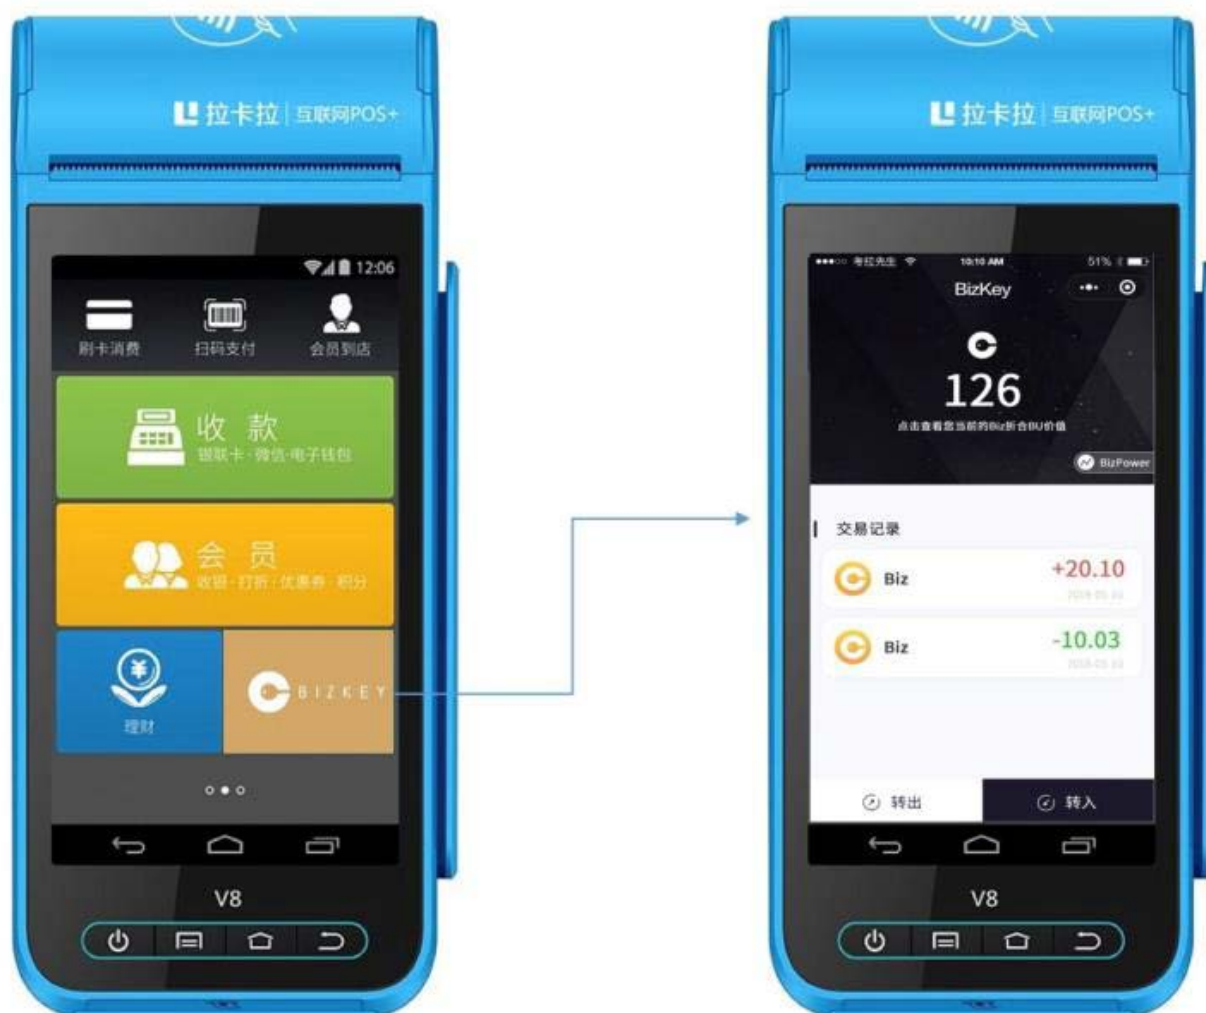 拉卡拉 | 互联网POS+
12:06
刷卡消费 扫码支付 会员到店
收 款
银联卡·微信·电子钱包
会 员
收银·打折·优惠券·积分
理财
BIZKEY
V8
拉卡拉 | 互联网POS+
考拉先生 10:10 AM 51%
BizKey
126
点击查看您当前的Biz折合BU价值
BizPower
交易记录
Biz +20.10
Biz -10.03
转出 转入
V8